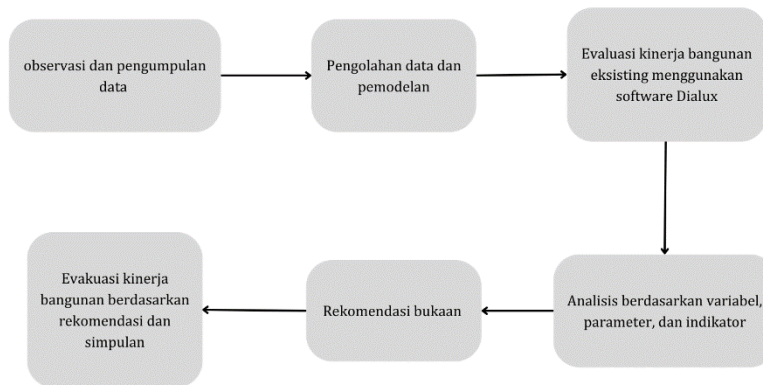 observasi dan pengumpulan
data
Pengolahan data dan
pemodelan
Evaluasi kinerja bangunan
eksisting menggunakan
software Dialux
Analisis berdasarkan variabel,
parameter, dan indikator
Rekomendasi bukaan
Evakuasi kinerja
bangunan berdasarkan
rekomendasi dan
simpulan